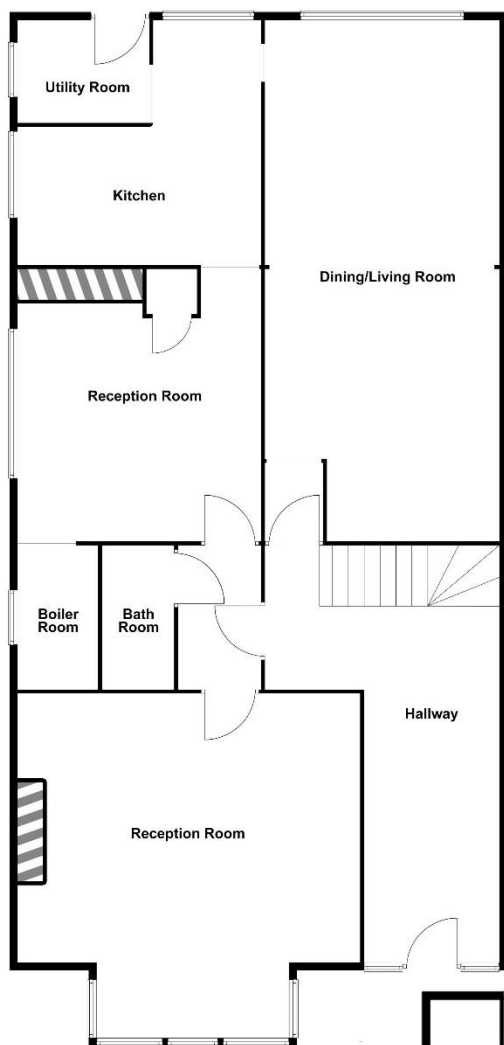 Utility Room
Kitchen
Dining/Living Room
Reception Room
Boiler
Room
Bath
Room
Hallway
Reception Room